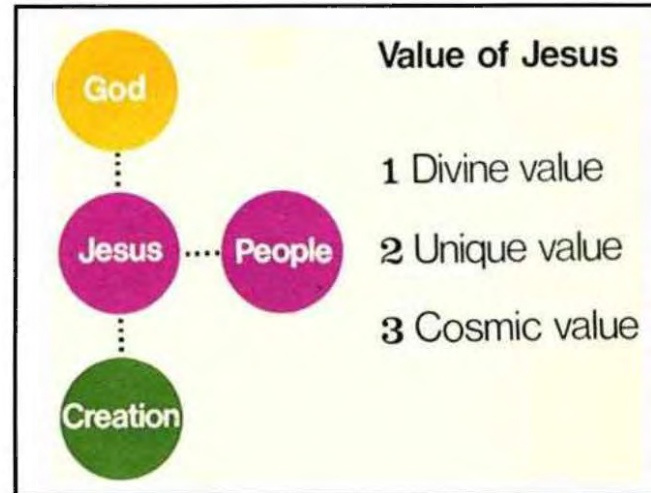 God
Jesus
People
Creation
Value of Jesus
1 Divine value
2 Unique value
3 Cosmic value